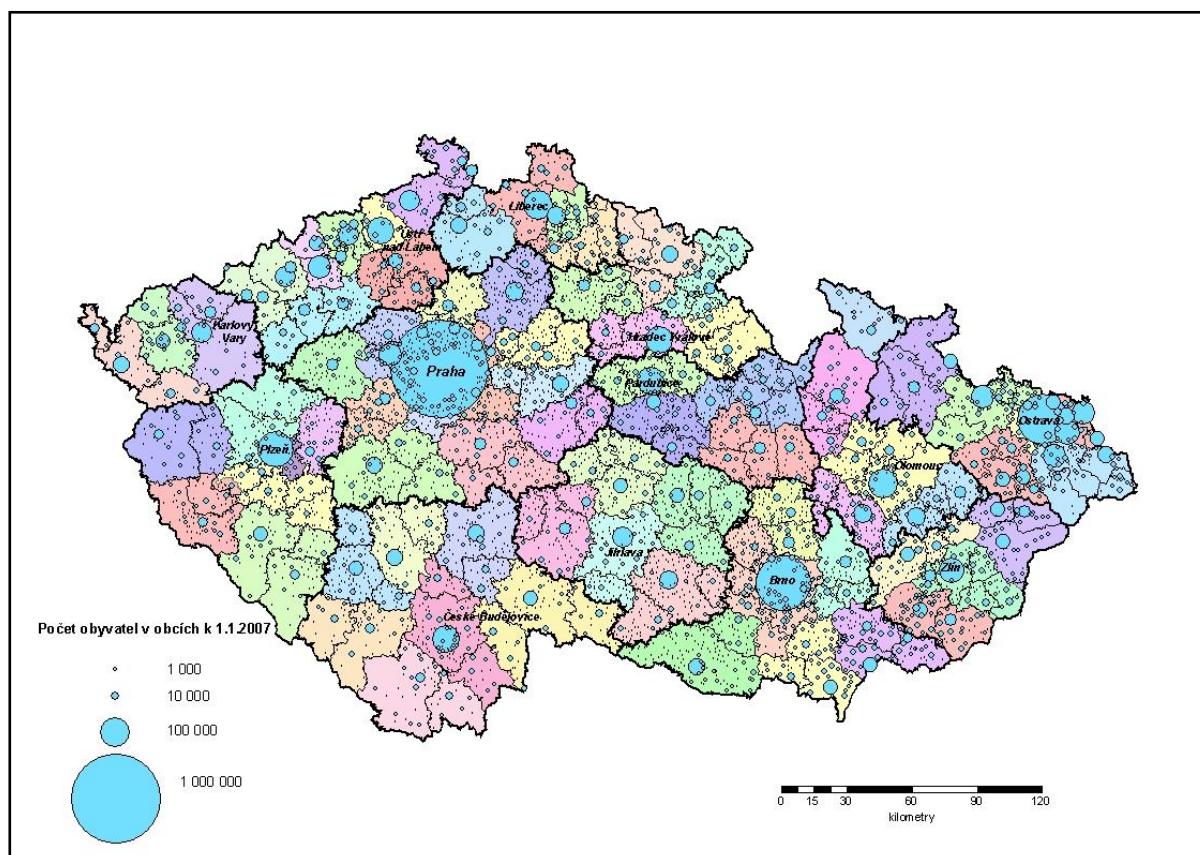 Liberec
Ústí
nad Labem
Karlovy
Vary
Hradec Králové
Praha
Pardubice
Plzeň
Ostrava
Olomouc
Jihlava
Zlín
Brno
České Budějovice
Počet obyvatel v obcích k 1.1.2007
1 000
10 000
100 000
1 000 000
0 15 30 60 90 120
kilometry